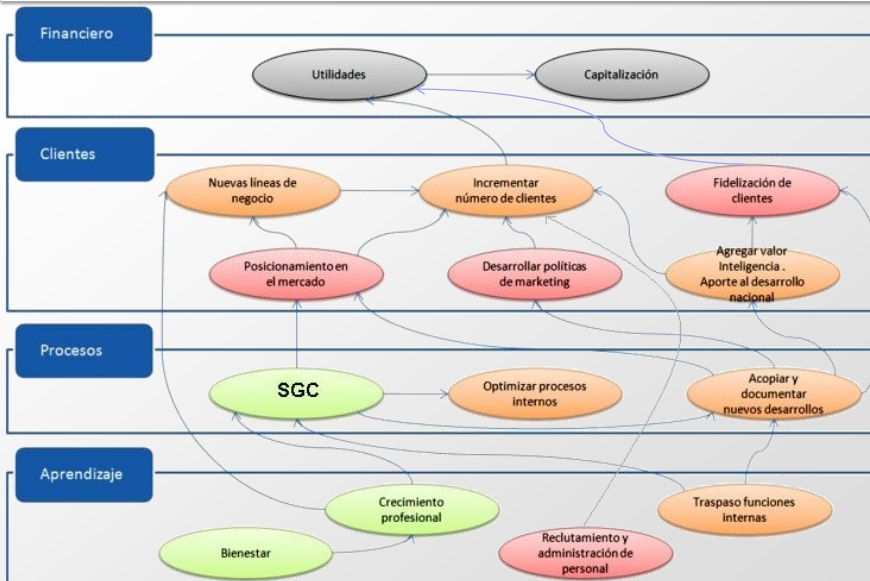 Financiero
Utilidades
Capitalización
Clientes
Nuevas líneas de
negocio
Incrementar
número de clientes
Fidelización de
clientes
Posicionamiento en
el mercado
Desarrollar políticas
de marketing
Agregar valor
Inteligencia .
Aporte al desarrollo
nacional
Procesos
SGC
Optimizar procesos
internos
Acopiar y
documentar
nuevos desarrollos
Aprendizaje
Crecimiento
profesional
Traspaso funciones
internas
Bienestar
Reclutamiento y
administración de
personal